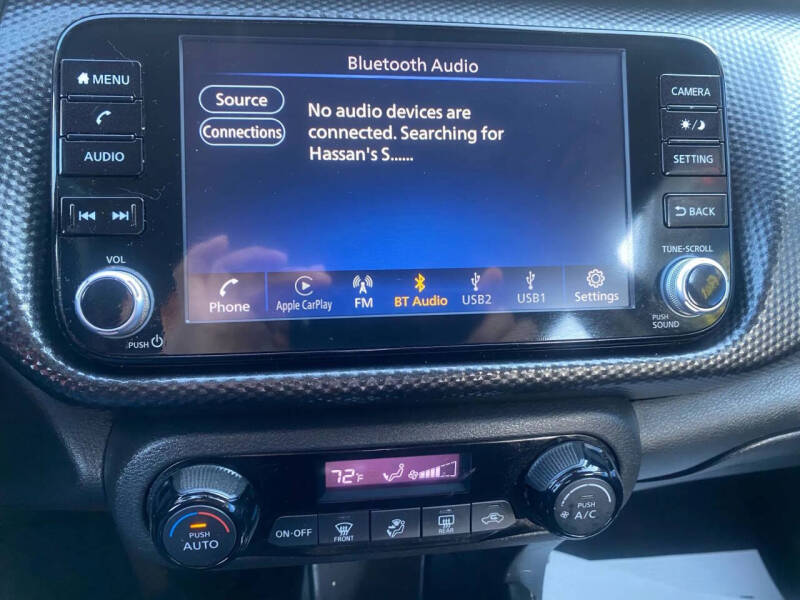 Bluetooth Audio
MENU
AUDIO
Source
Connections
No audio devices are
connected. Searching for
Hassan's S......
CAMERA
SETTING
BACK
VOL
PUSH
TUNE·SCROLL
PUSH
SOUND
Phone
Apple CarPlay
FM
BT Audio
USB2
USB1
Settings
72°F
PUSH
AUTO
ON·OFF
FRONT
REAR
PUSH
A/C